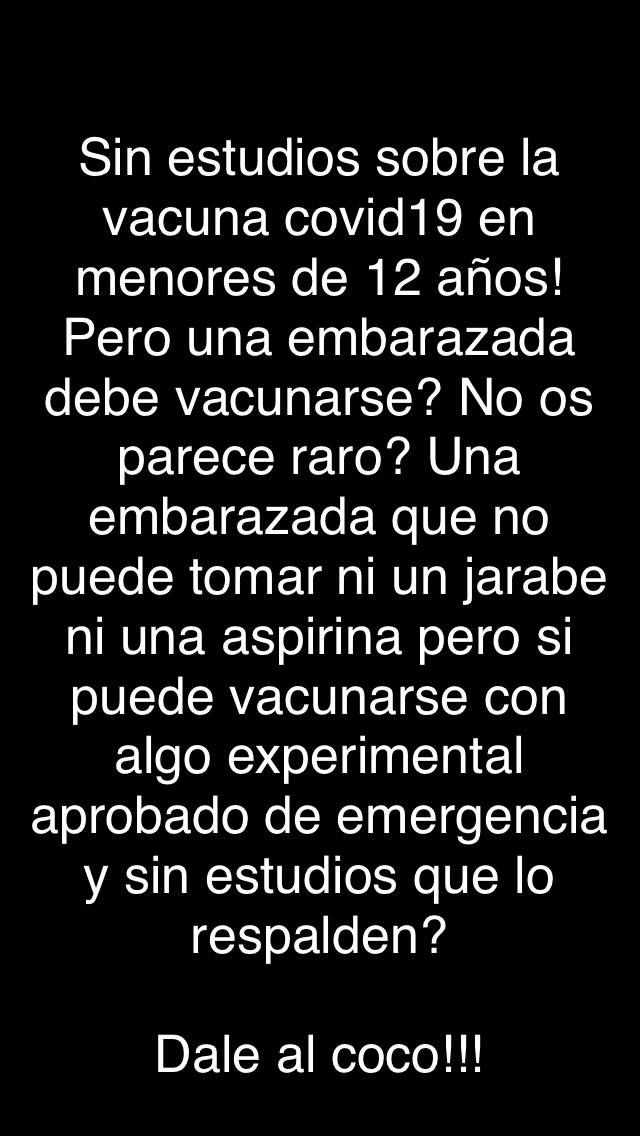 Sin estudios sobre la
vacuna covid19 en
menores de 12 años!
Pero una embarazada
debe vacunarse? No os
parece raro? Una
embarazada que no
puede tomar ni un jarabe
ni una aspirina pero si
puede vacunarse con
algo experimental
aprobado de emergencia
y sin estudios que lo
respalden?
Dale al coco!!!